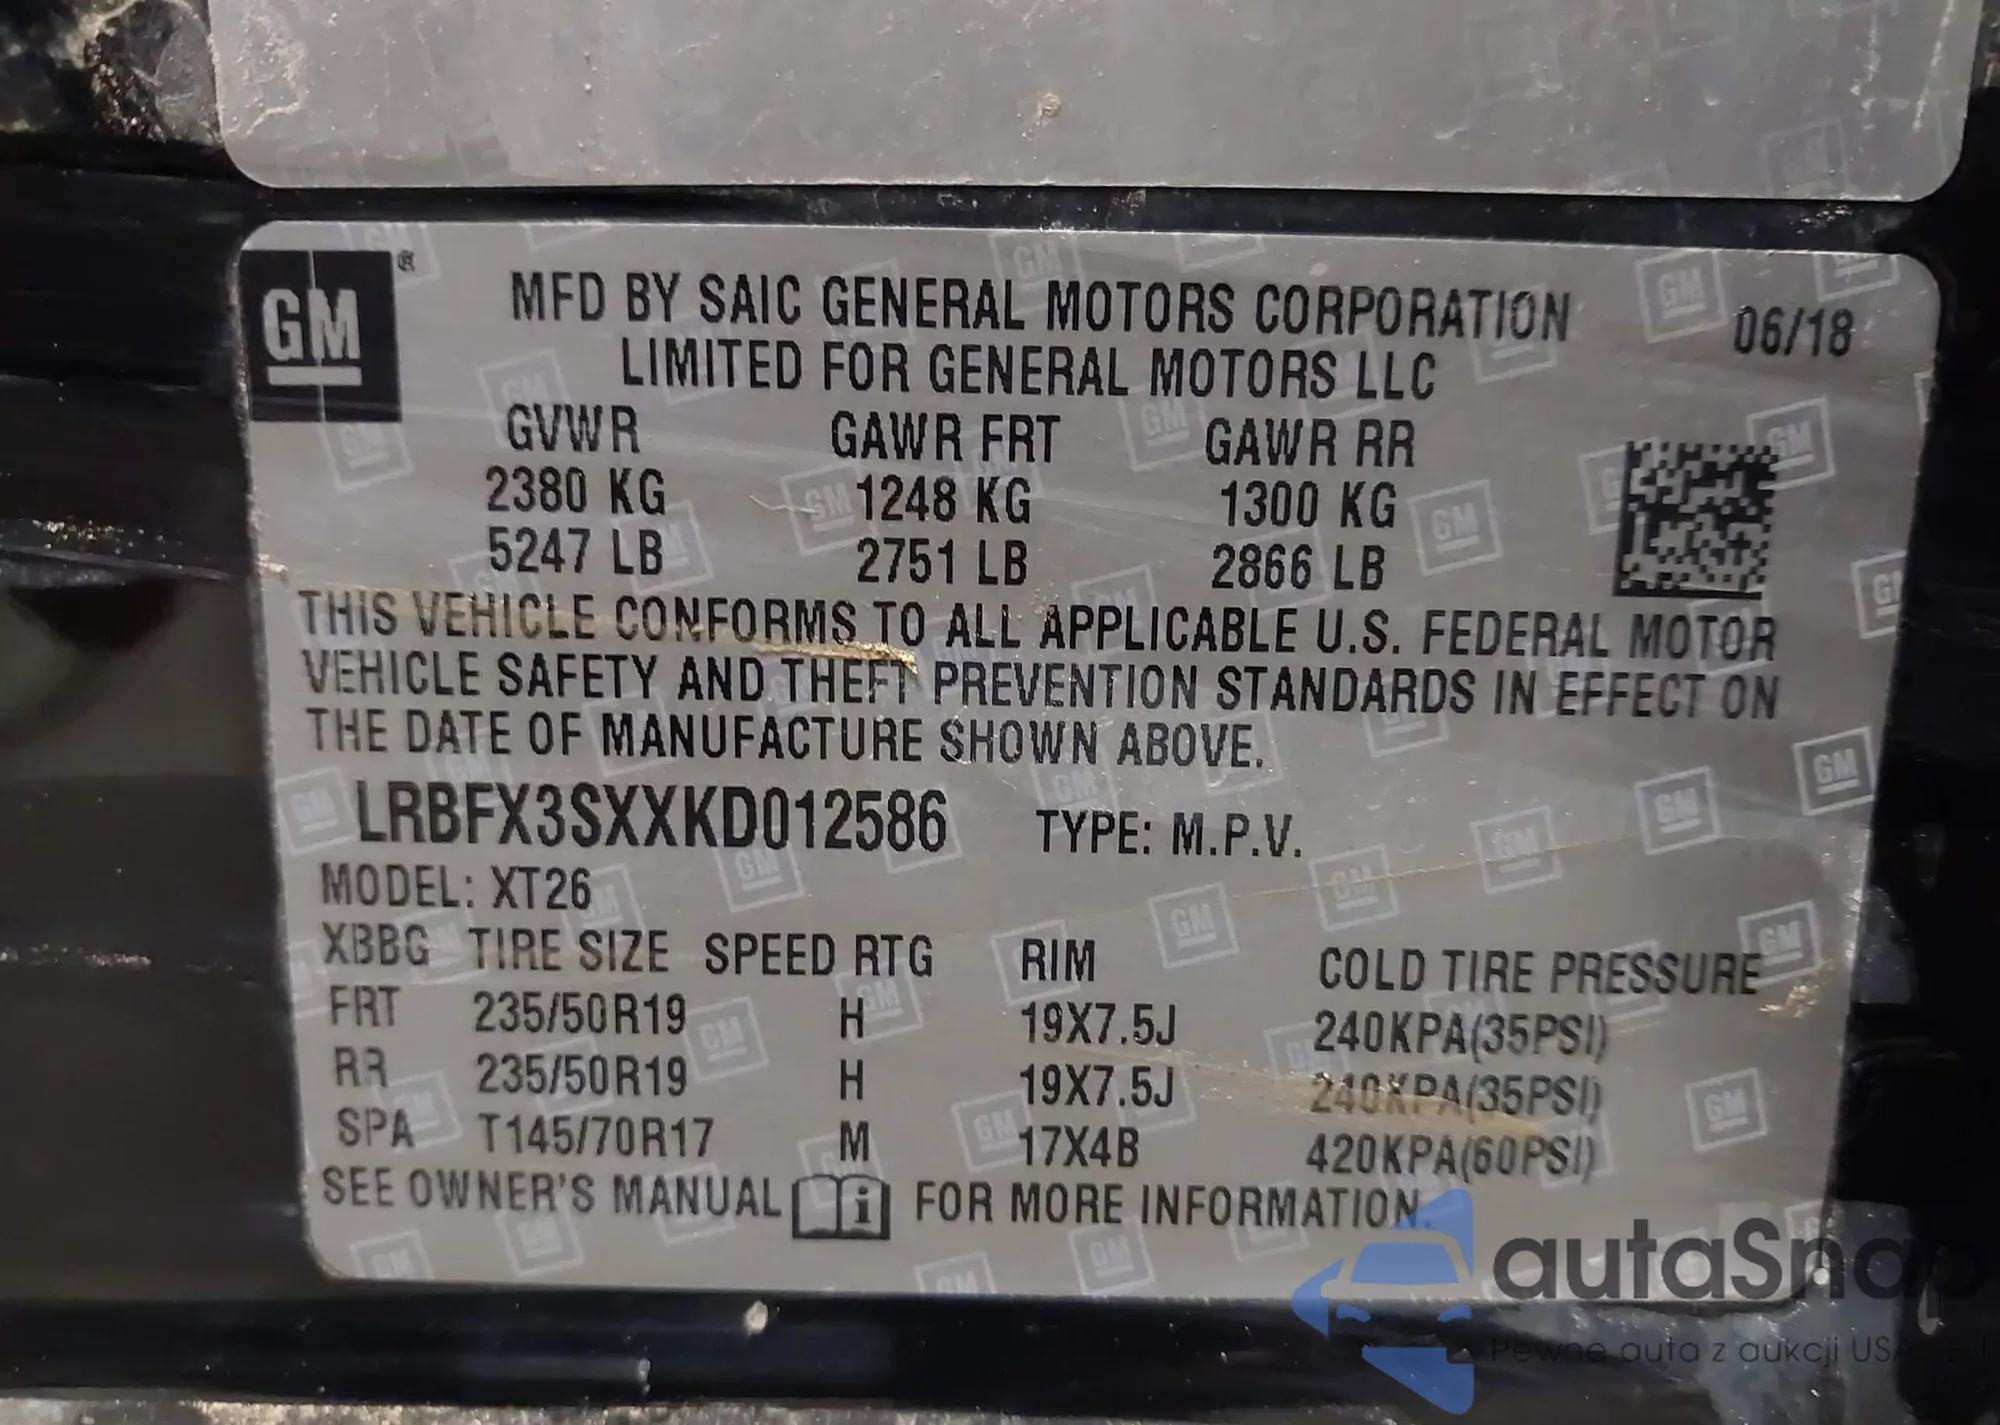 GM ®
MFD BY SAIC GENERAL MOTORS CORPORATION
06/18
LIMITED FOR GENERAL MOTORS LLC
GVWR GAWR FRT GAWR RR
2380 KG 1248 KG 1300 KG
5247 LB 2751 LB 2866 LB
THIS VEHICLE CONFORMS TO ALL APPLICABLE U.S. FEDERAL MOTOR
VEHICLE SAFETY AND THEFT PREVENTION STANDARDS IN EFFECT ON
THE DATE OF MANUFACTURE SHOWN ABOVE.
LRBFX3SXXKD012586 TYPE: M.P.V.
MODEL: XT26
XBBG TIRE SIZE SPEED RTG RIM COLD TIRE PRESSURE
FRT 235/50R19 H 19X7.5J 240KPA(35PSI)
RR 235/50R19 H 19X7.5J 240KPA(35PSI)
SPA T145/70R17 M 17X4B 420KPA(60PSI)
SEE OWNER'S MANUAL i FOR MORE INFORMATION.
autaSnap
Pewne auta z aukcji USA